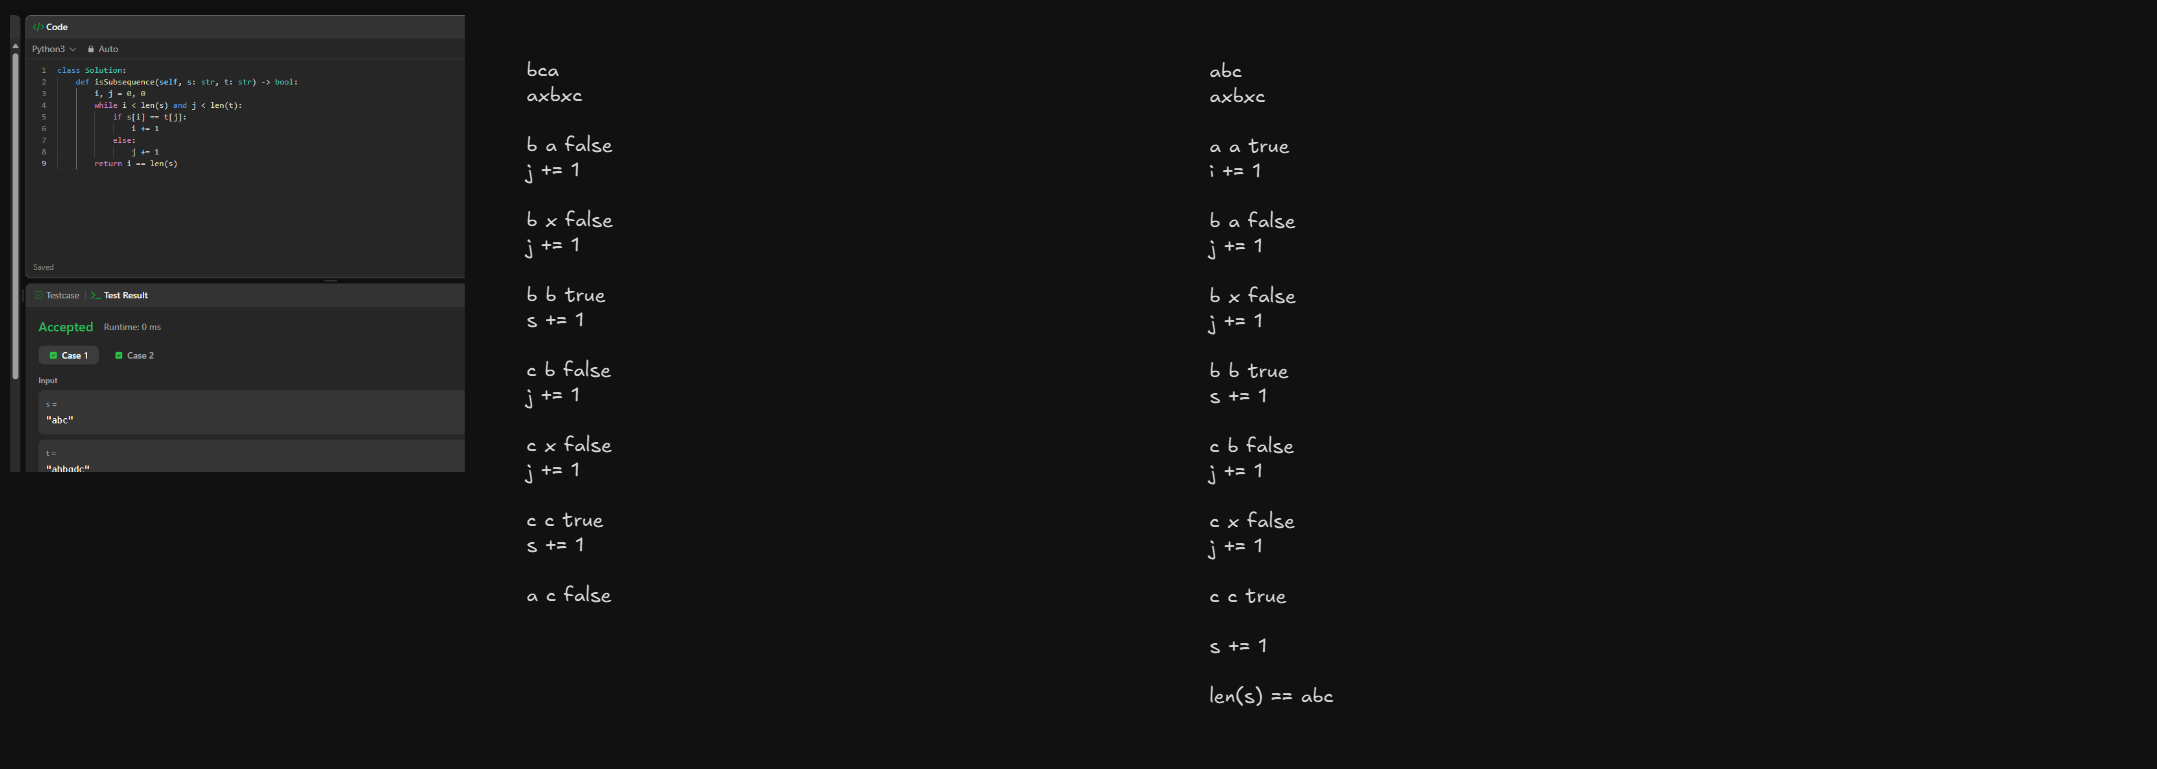 </> Code
Python3 Auto
1 class Solution:
2 def isSubsequence(self, s: str, t: str) -> bool:
3 i, j = 0, 0
4 while i < len(s) and j < len(t):
5 if s[i] == t[j]:
6 i += 1
7 else:
8 j += 1
9 return i == len(s)
Saved
Testcase | >_ Test Result
Accepted Runtime: 0 ms
Case 1 Case 2
Input
s =
"abc"
t =
"ahbgdc"
bca
axbxc
b a false
j += 1
b x false
j += 1
b b true
s += 1
c b false
j += 1
c x false
j += 1
c c true
s += 1
a c false
abc
axbxc
a a true
i += 1
b a false
j += 1
b x false
j += 1
b b true
s += 1
c b false
j += 1
c x false
j += 1
c c true
s += 1
len(s) == abc